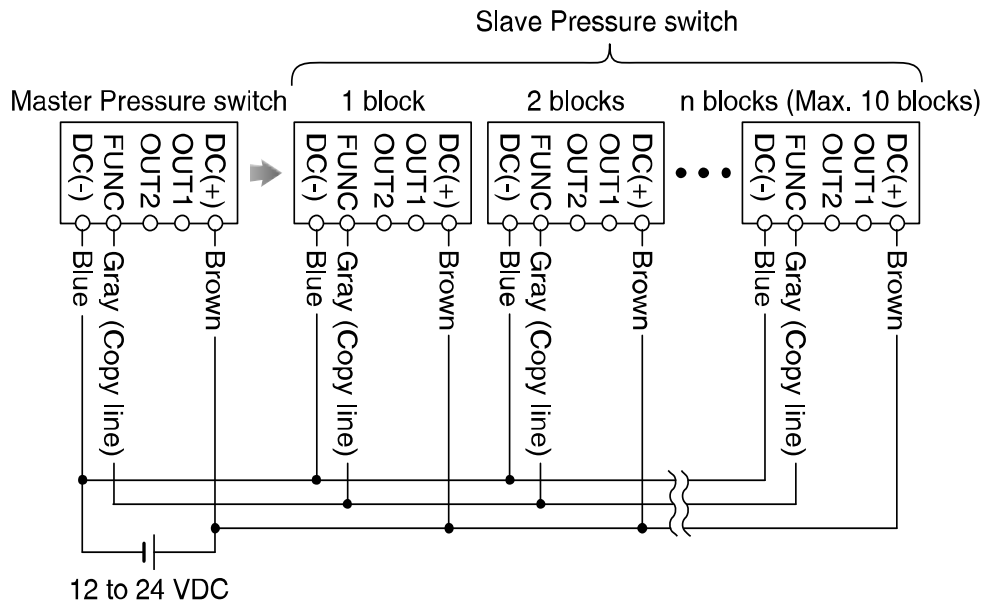 Slave Pressure switch
Master Pressure switch
1 block
2 blocks
n blocks (Max. 10 blocks)
DC(-)
FUNC
OUT2
OUT1
DC(+)
DC(-)
FUNC
OUT2
OUT1
DC(+)
DC(-)
FUNC
OUT2
OUT1
DC(+)
DC(-)
FUNC
OUT2
OUT1
DC(+)
Blue
Gray (Copy line)
Brown
Blue
Gray (Copy line)
Brown
Blue
Gray (Copy line)
Brown
Blue
Gray (Copy line)
Brown
12 to 24 VDC